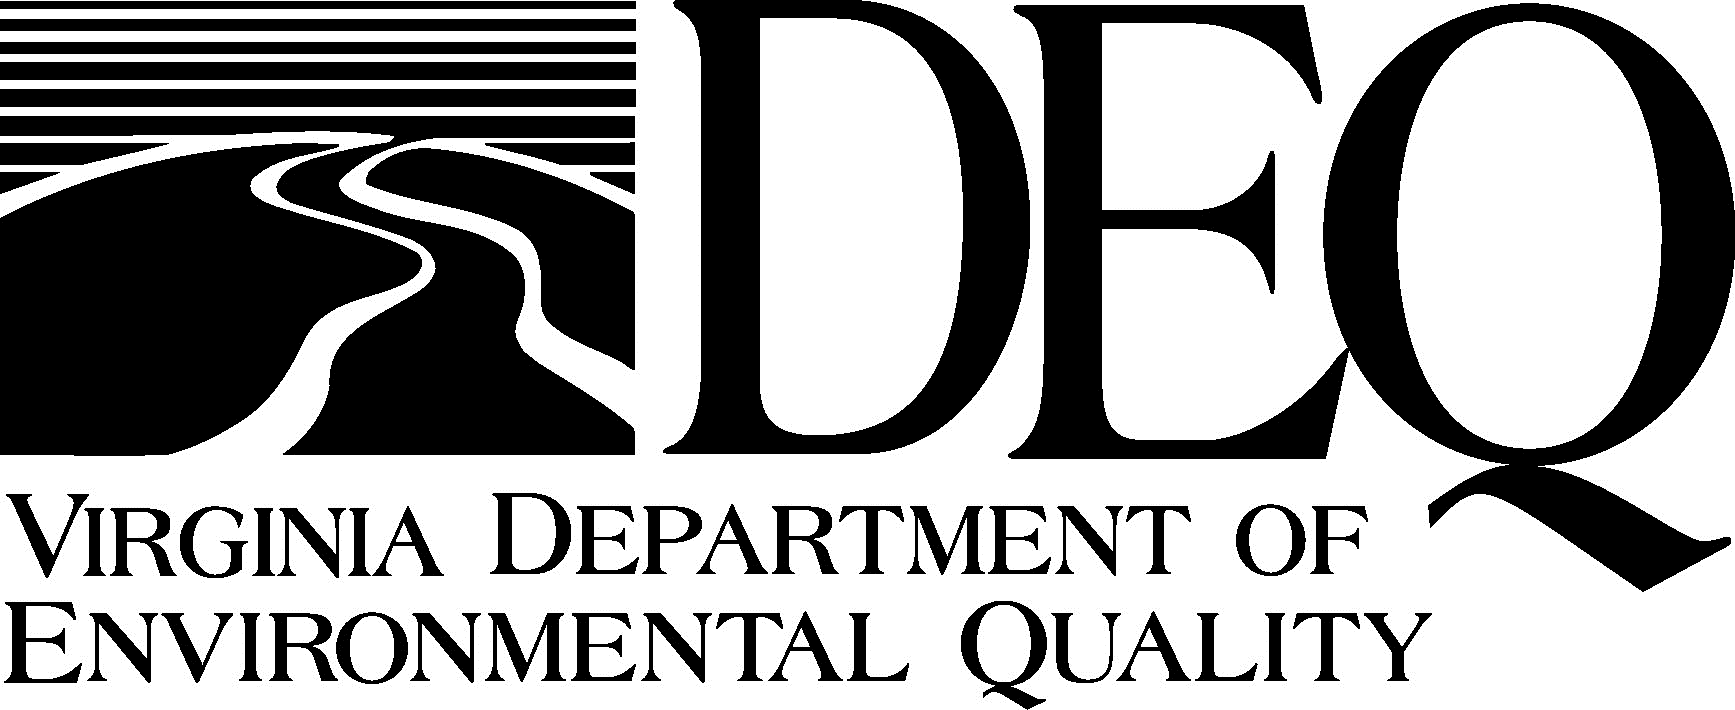 DEQ
VIRGINIA DEPARTMENT OF
ENVIRONMENTAL QUALITY